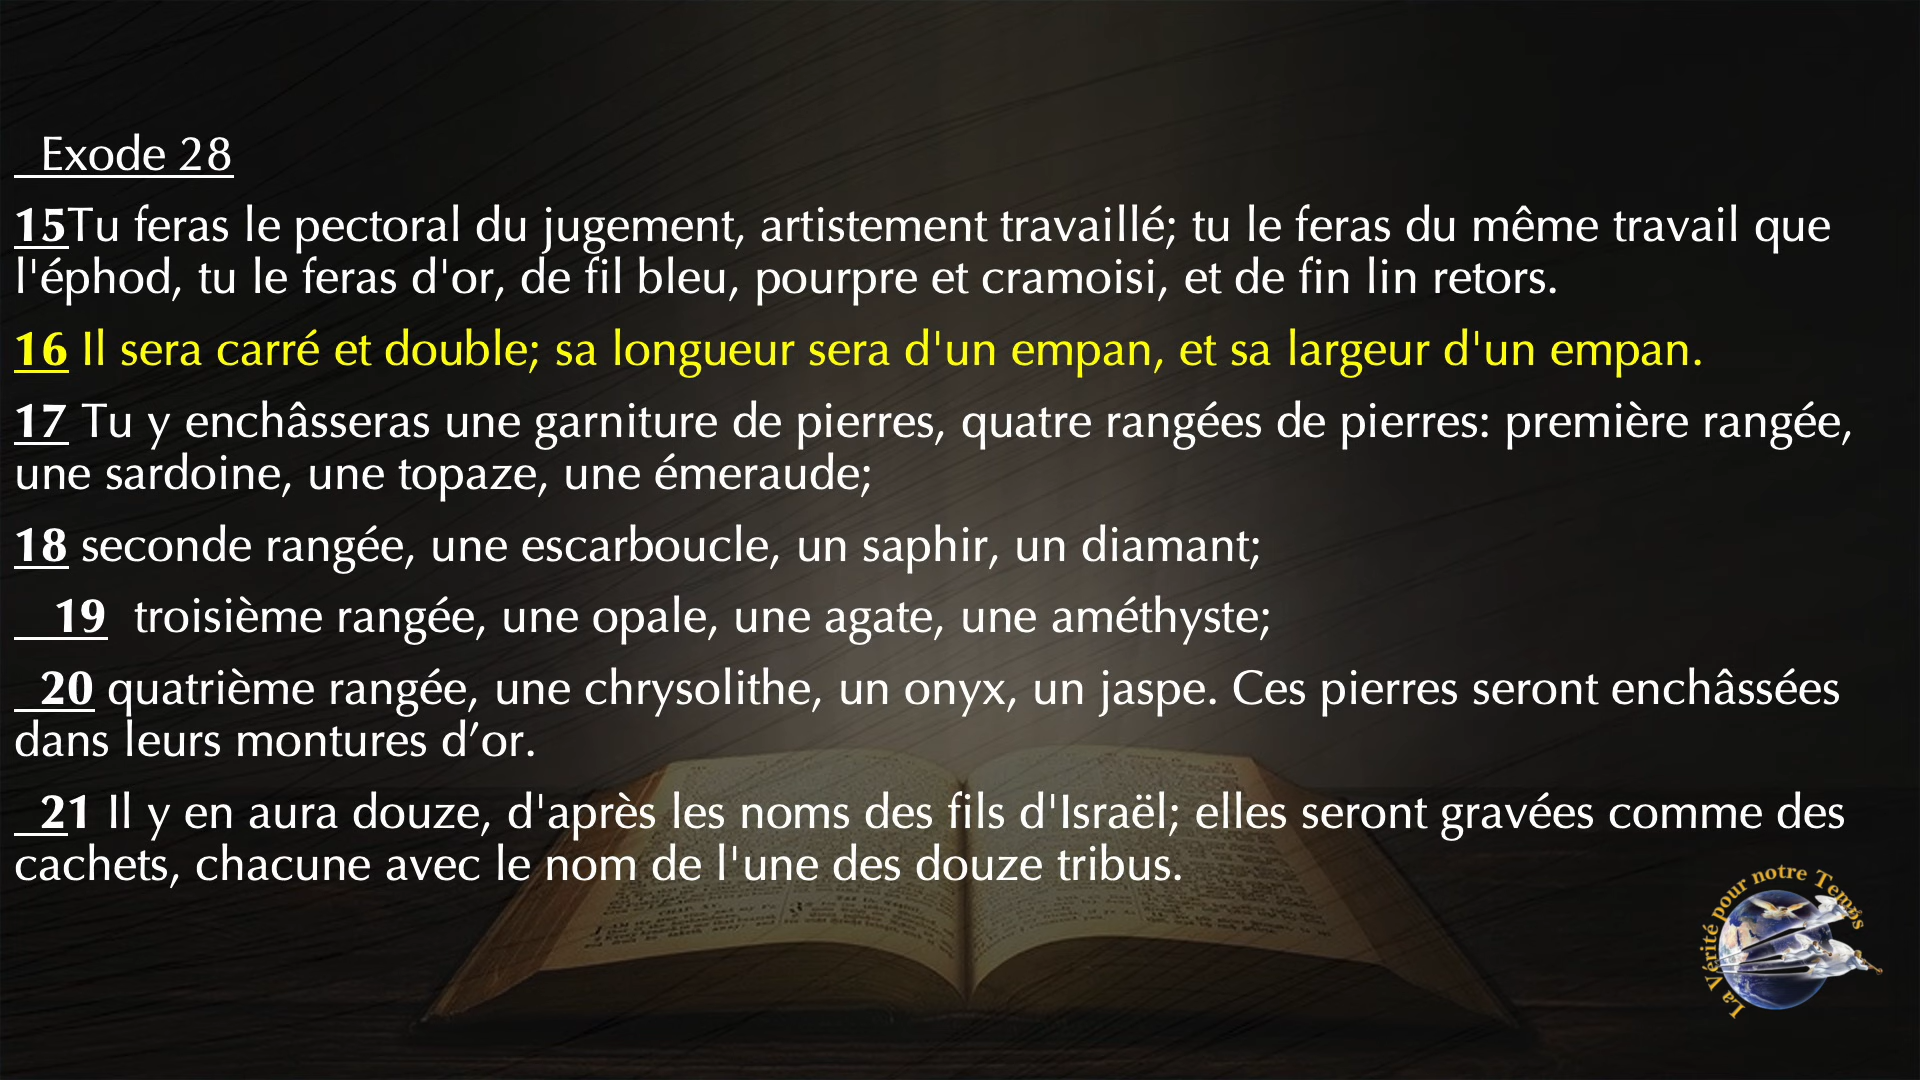 Exode 28
15Tu feras le pectoral du jugement, artistement travaillé; tu le feras du même travail que
l'éphod, tu le feras d'or, de fil bleu, pourpre et cramoisi, et de fin lin retors.
16 Il sera carré et double; sa longueur sera d'un empan, et sa largeur d'un empan.
17 Tu y enchâsseras une garniture de pierres, quatre rangées de pierres: première rangée,
une sardoine, une topaze, une émeraude;
18 seconde rangée, une escarboucle, un saphir, un diamant;
19 troisième rangée, une opale, une agate, une améthyste;
20 quatrième rangée, une chrysolithe, un onyx, un jaspe. Ces pierres seront enchâssées
dans leurs montures d’or.
21 Il y en aura douze, d'après les noms des fils d'Israël; elles seront gravées comme des
cachets, chacune avec le nom de l'une des douze tribus.
La Vérité pour notre Temps